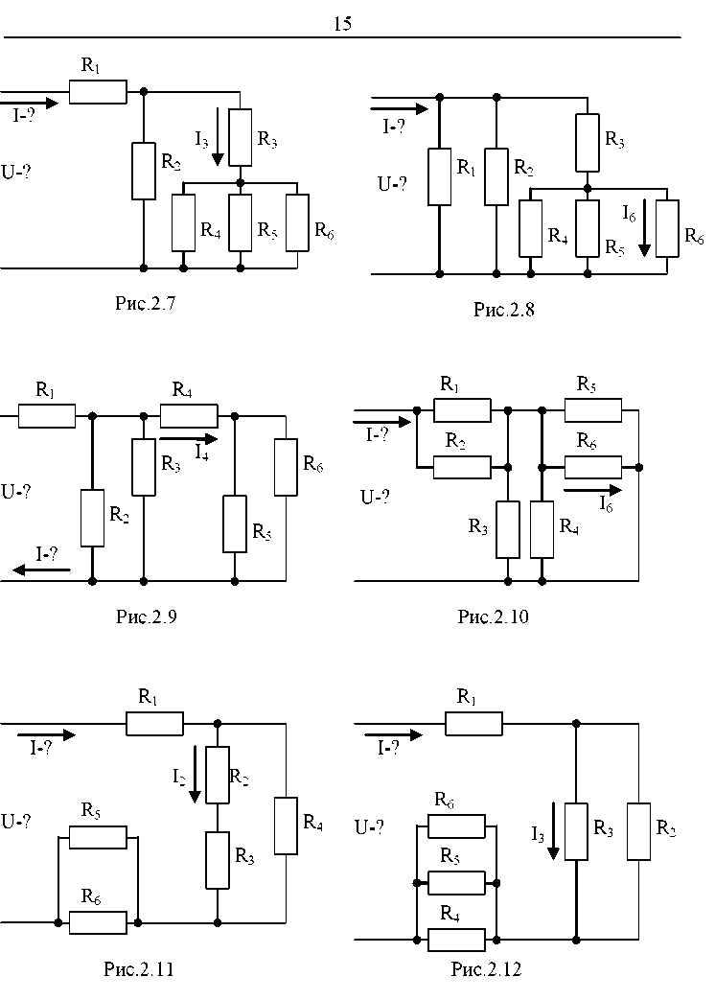 15
R1
I-?
I3
R3
U-?
R2
R4
R5
R6
Рис.2.7
I-?
R3
U-?
R1
R2
I6
R4
R5
R6
Рис.2.8
R1
R4
I4
R3
R6
U-?
R2
R5
I-?
Рис.2.9
R1
R5
I-?
R2
R6
U-?
I6
R3
R4
Рис.2.10
R1
I-?
I2
R2
U-?
R5
R4
R3
R6
Рис.2.11
R1
I-?
R6
U-?
I3
R3
R2
R5
R4
Рис.2.12